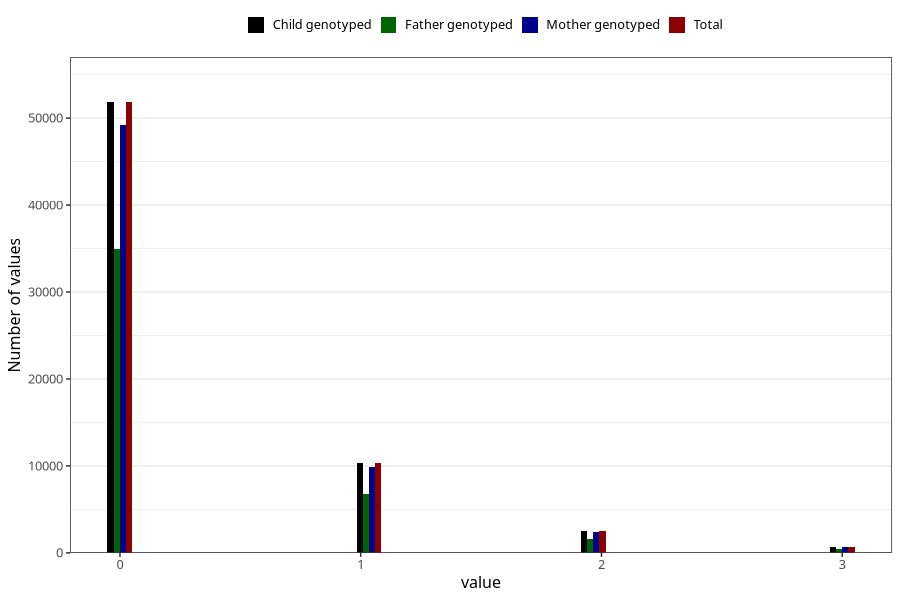 Child genotyped Father genotyped Mother genotyped Total
Number of values
50000
40000
30000
20000
10000
0
0 1 2 3
value